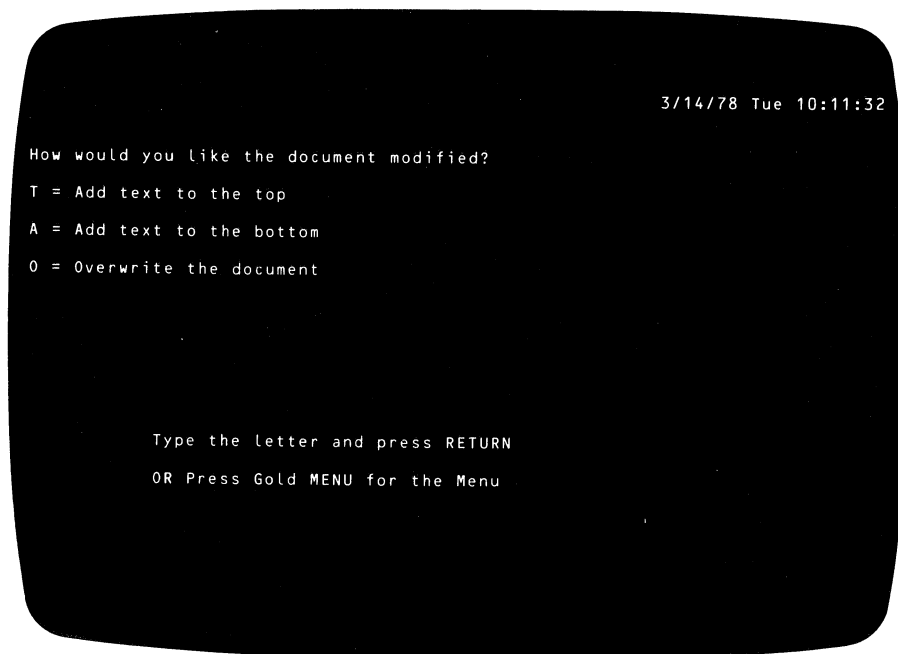 3/14/78 Tue 10:11:32
How would you like the document modified?
T = Add text to the top
A = Add text to the bottom
O = Overwrite the document
Type the letter and press RETURN
OR Press Gold MENU for the Menu